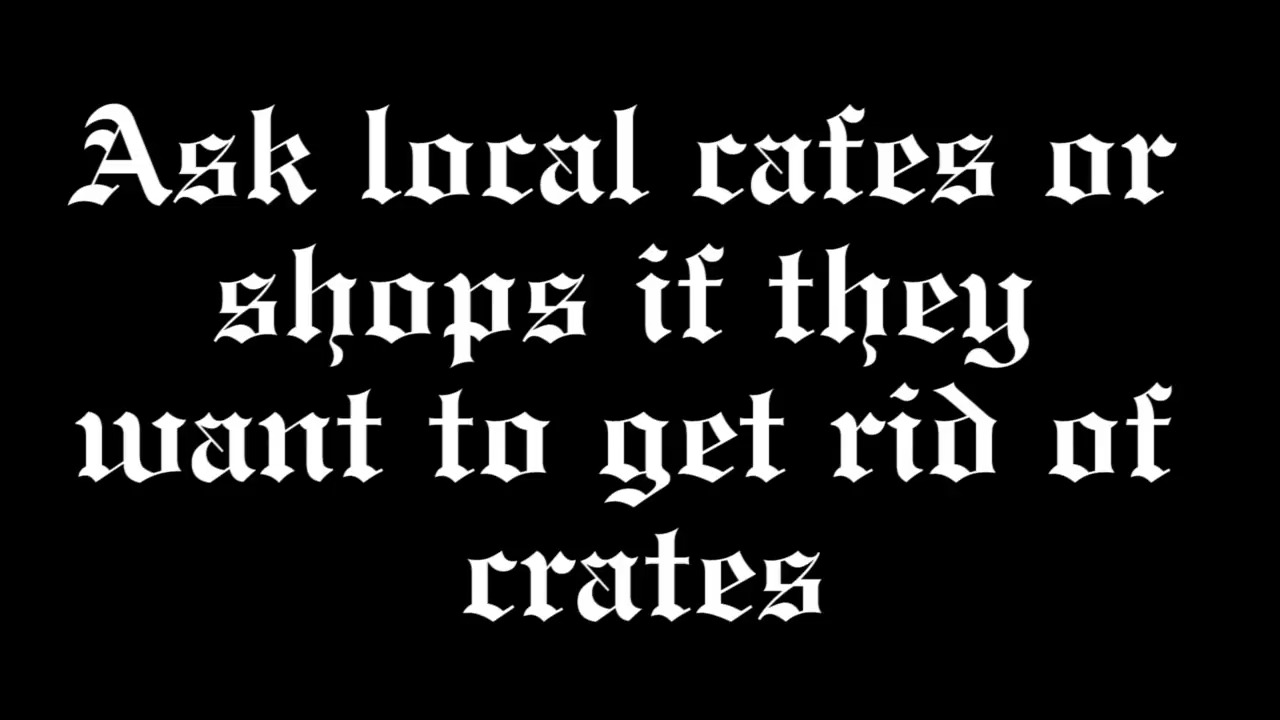 Ask local cafes or
shops if they
want to get rid of
crates